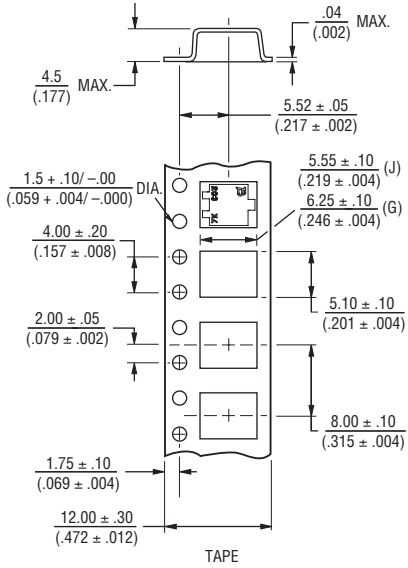 .04
(.002)
MAX.
4.5
(.177)
MAX.
5.52 ± .05
(.217 ± .002)
1.5 + .10/ –.00
(.059 + .004/ –.000)
DIA.
5.55 ± .10
(.219 ± .004)
(J)
6.25 ± .10
(.246 ± .004)
(G)
4.00 ± .20
(.157 ± .008)
5.10 ± .10
(.201 ± .004)
2.00 ± .05
(.079 ± .002)
8.00 ± .10
(.315 ± .004)
1.75 ± .10
(.069 ± .004)
12.00 ± .30
(.472 ± .012)
TAPE